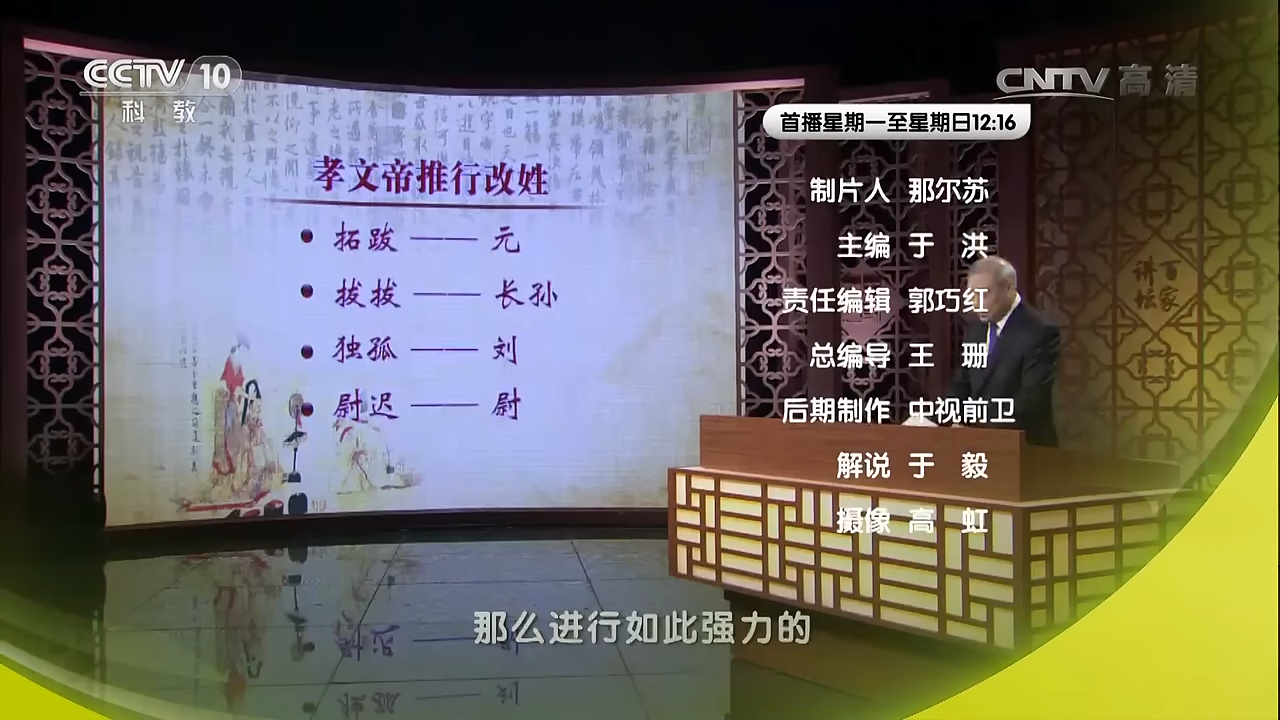 CCTV 10
科教
CNTV 高清
首播星期一至星期日12:16
孝文帝推行改姓
拓跋 —— 元
拔拔 —— 长孙
独孤 —— 刘
尉迟 —— 尉
制片人 那尔苏
主编 于 洪
责任编辑 郭巧红
总编导 王 珊
后期制作 中视前卫
解说 于 毅
摄像 高 虹
百家讲坛
那么进行如此强力的